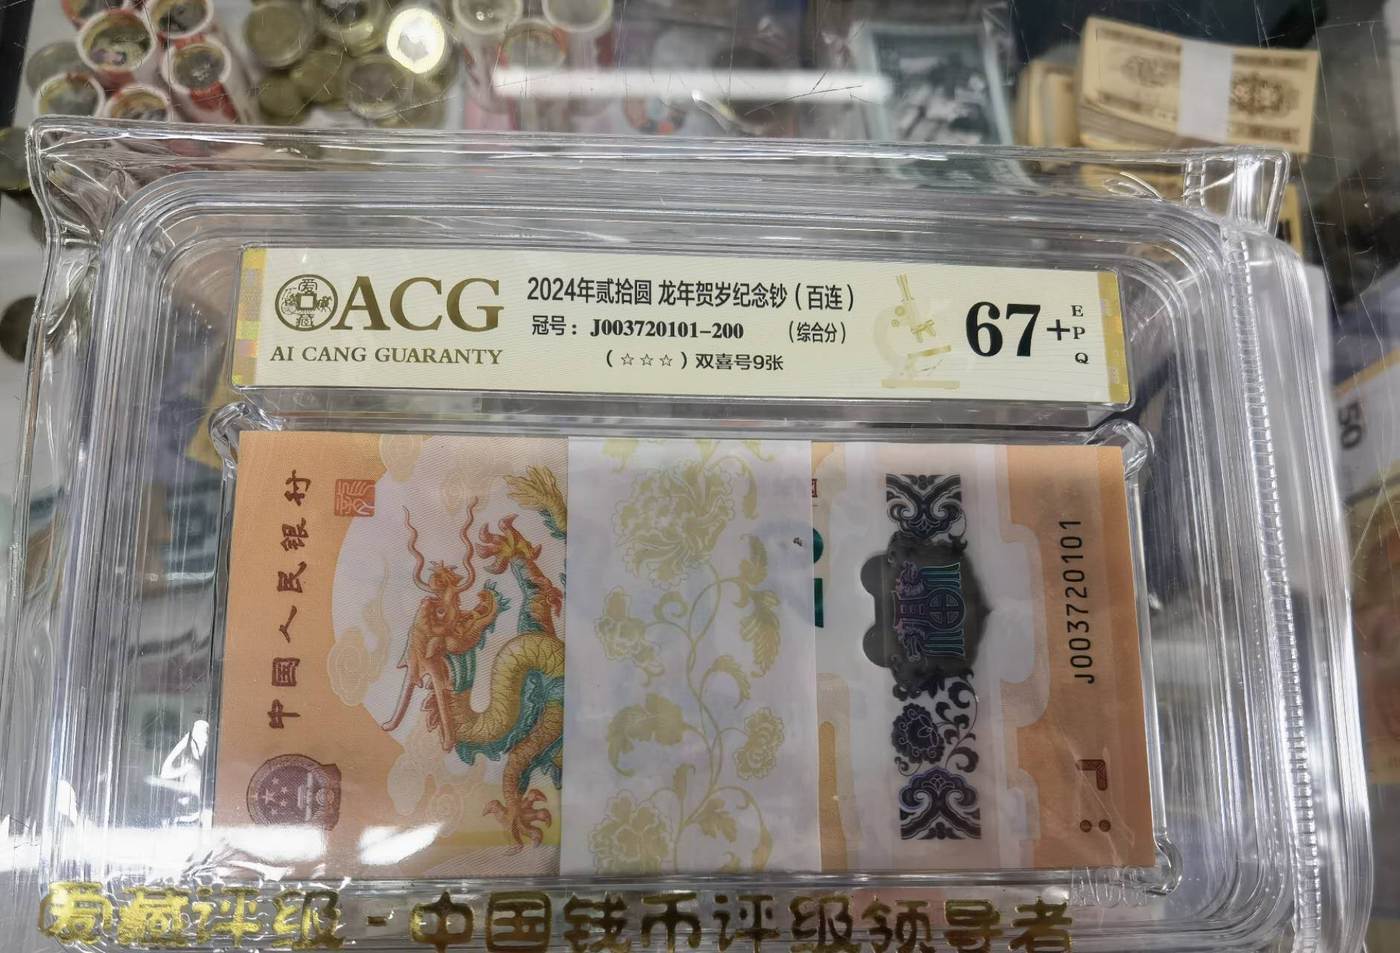 ACG
AI CANG GUARANTY
2024年贰拾圆 龙年贺岁纪念钞（百连）
冠号：J003720101-200 （综合分）
（☆☆☆）双喜号9张
67+
EPQ
中国人民银行
J003720101
50
爱藏评级-中国钱币评级领导者